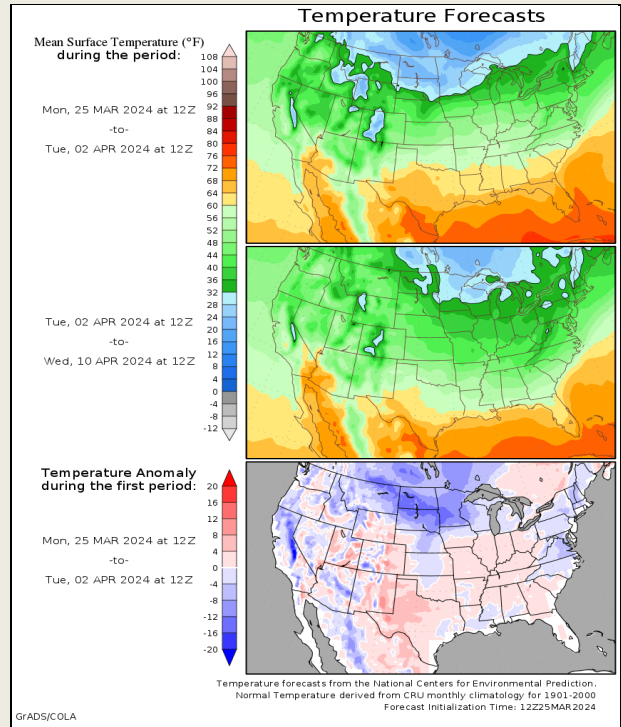 Temperature Forecasts
Mean Surface Temperature (°F)
during the period:
108
104
100
96
92
88
84
80
76
72
68
64
60
56
52
48
44
40
36
32
28
24
20
16
12
8
4
0
-4
-8
-12
Mon, 25 MAR 2024 at 12Z
-to-
Tue, 02 APR 2024 at 12Z
Tue, 02 APR 2024 at 12Z
-to-
Wed, 10 APR 2024 at 12Z
Temperature Anomaly
during the first period:
20
16
12
8
4
0
-4
-8
-12
-16
-20
Mon, 25 MAR 2024 at 12Z
-to-
Tue, 02 APR 2024 at 12Z
Temperature forecasts from the National Centers for Environmental Prediction.
Normal Temperature derived from CRU monthly climatology for 1901-2000
Forecast Initialization Time: 12Z25MAR2024
GrADS/COLA